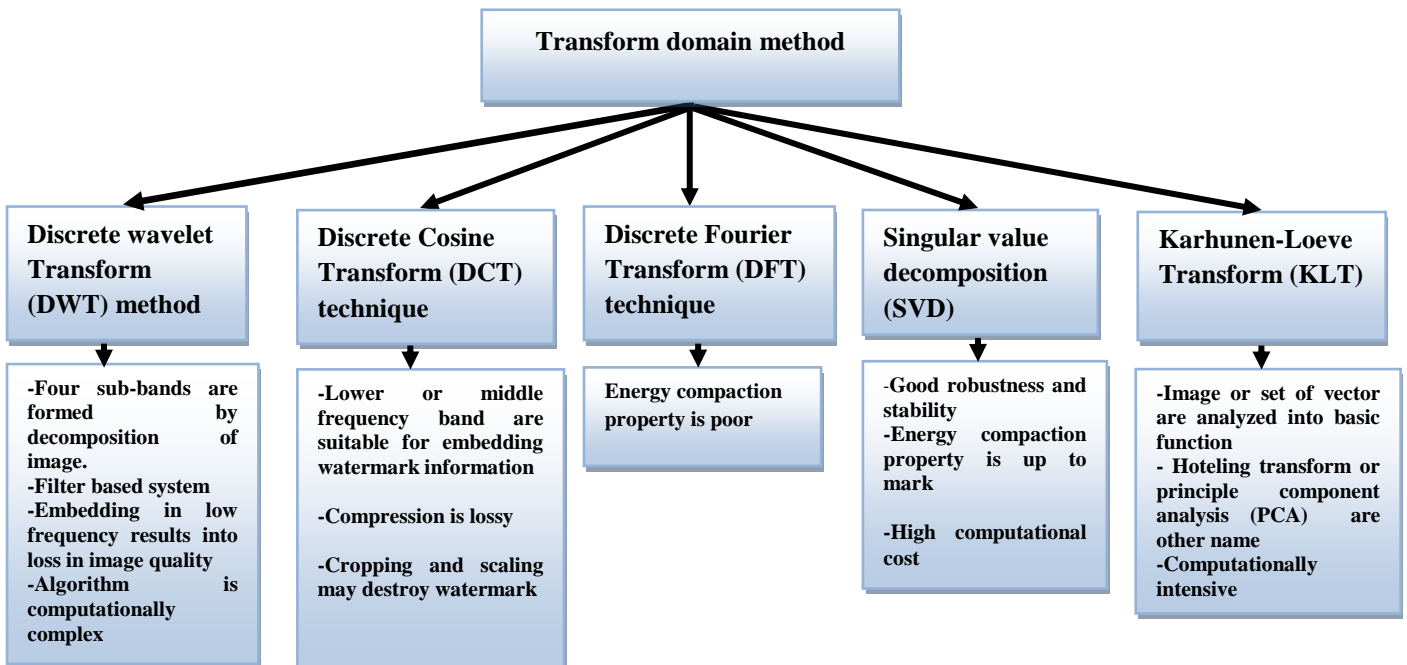 Transform domain method
Discrete wavelet
Transform
(DWT) method
Discrete Cosine
Transform (DCT)
technique
Discrete Fourier
Transform (DFT)
technique
Singular value
decomposition
(SVD)
Karhunen-Loeve
Transform (KLT)
-Four sub-bands are
formed by
decomposition of
image.
-Filter based system
-Embedding in low
frequency results into
loss in image quality
-Algorithm is
computationally
complex
-Lower or middle
frequency band are
suitable for embedding
watermark information
-Compression is lossy
-Cropping and scaling
may destroy watermark
Energy compaction
property is poor
-Good robustness and
stability
-Energy compaction
property is up to
mark
-High computational
cost
-Image or set of vector
are analyzed into basic
function
- Hoteling transform or
principle component
analysis (PCA) are
other name
-Computationally
intensive